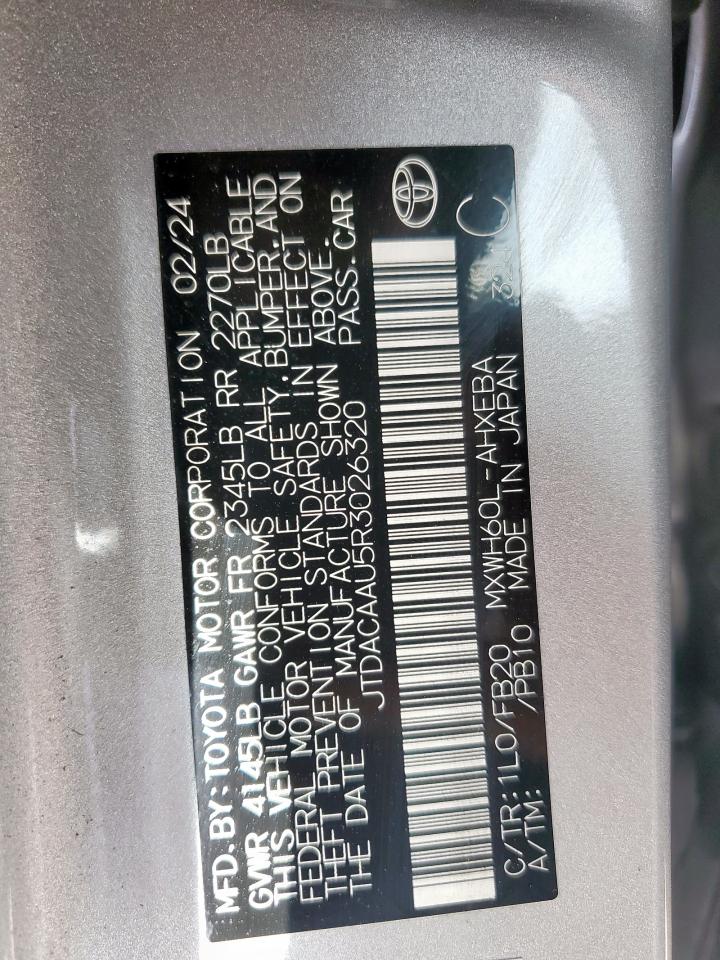 MFD.BY:TOYOTA MOTOR CORPORATION 02/24
GVWR 4145LB GAWR FR 2345LB RR 2270LB
THIS VEHICLE CONFORMS TO ALL APPLICABLE
FEDERAL MOTOR VEHICLE SAFETY,BUMPER,AND
THEFT PREVENTION STANDARDS IN EFFECT ON
THE DATE OF MANUFACTURE SHOWN ABOVE.
JTDACAAU5R3026320 PASS.CAR
C/TR:1L0/FB20 MXWH60L-AHXEBA
A/TM: /PB10 MADE IN JAPAN
C